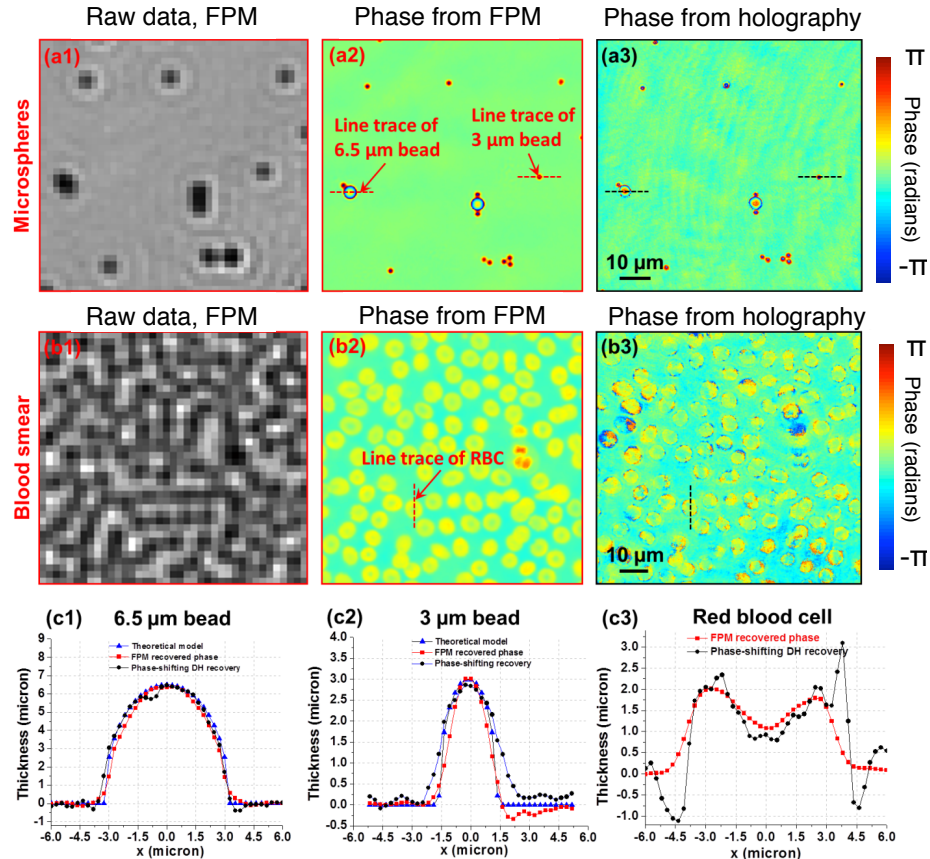 Raw data, FPM
Phase from FPM
Phase from holography
Microspheres
(a1)
(a2)
Line trace of
6.5 µm bead
Line trace of
3 µm bead
(a3)
10 µm
π
Phase (radians)
-π
Raw data, FPM
Phase from FPM
Phase from holography
Blood smear
(b1)
(b2)
Line trace of RBC
(b3)
10 µm
π
Phase (radians)
-π
(c1)
6.5 µm bead
Theoretical model
FPM recovered phase
Phase-shifting DH recovery
Thickness (micron)
9
8
7
6
5
4
3
2
1
0
-1
-6.0 -4.5 -3.0 -1.5 0.0 1.5 3.0 4.5 6.0
x (micron)
(c2)
3 µm bead
Theoretical model
FPM recovered phase
Phase-shifting recovery
Thickness (micron)
4.0
3.5
3.0
2.5
2.0
1.5
1.0
0.5
0.0
-0.5
-6.0 -4.5 -3.0 -1.5 0.0 1.5 3.0 4.5 6.0
x (micron)
(c3)
Red blood cell
FPM recovered phase
Phase-shifting DH recovery
Thickness (micron)
3.0
2.5
2.0
1.5
1.0
0.5
0.0
-0.5
-1.0
-6.0 -4.5 -3.0 -1.5 0.0 1.5 3.0 4.5 6.0
x (micron)